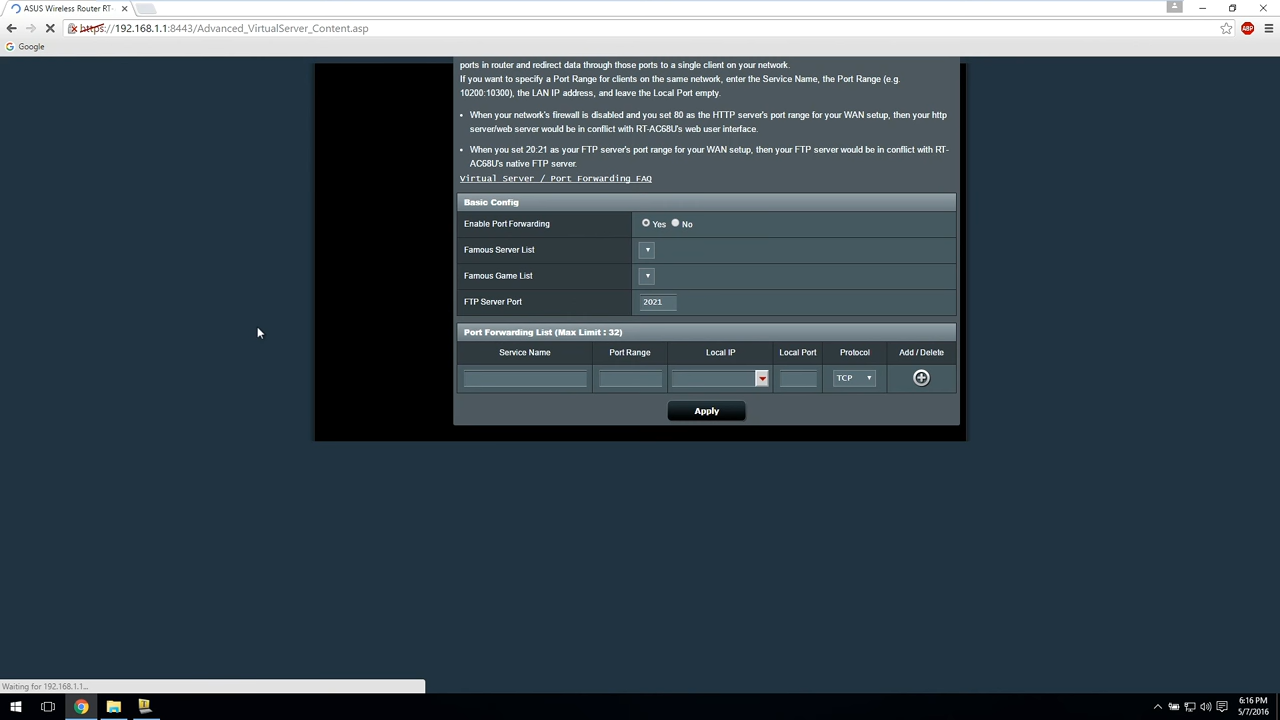 ASUS Wireless Router RT-
https://192.168.1.1:8443/Advanced_VirtualServer_Content.asp
ABP
Google
ports in router and redirect data through those ports to a single client on your network.
If you want to specify a Port Range for clients on the same network, enter the Service Name, the Port Range (e.g.
10200:10300), the LAN IP address, and leave the Local Port empty.
• When your network's firewall is disabled and you set 80 as the HTTP server's port range for your WAN setup, then your http
server/web server would be in conflict with RT-AC68U's web user interface.
• When you set 20:21 as your FTP server's port range for your WAN setup, then your FTP server would be in conflict with RT-
AC68U's native FTP server.
Virtual Server / Port Forwarding FAQ
Basic Config
Enable Port Forwarding Yes No
Famous Server List
Famous Game List
FTP Server Port 2021
Port Forwarding List (Max Limit : 32)
Service Name Port Range Local IP Local Port Protocol Add / Delete
TCP
Apply
Waiting for 192.168.1.1...
6:16 PM
5/7/2016